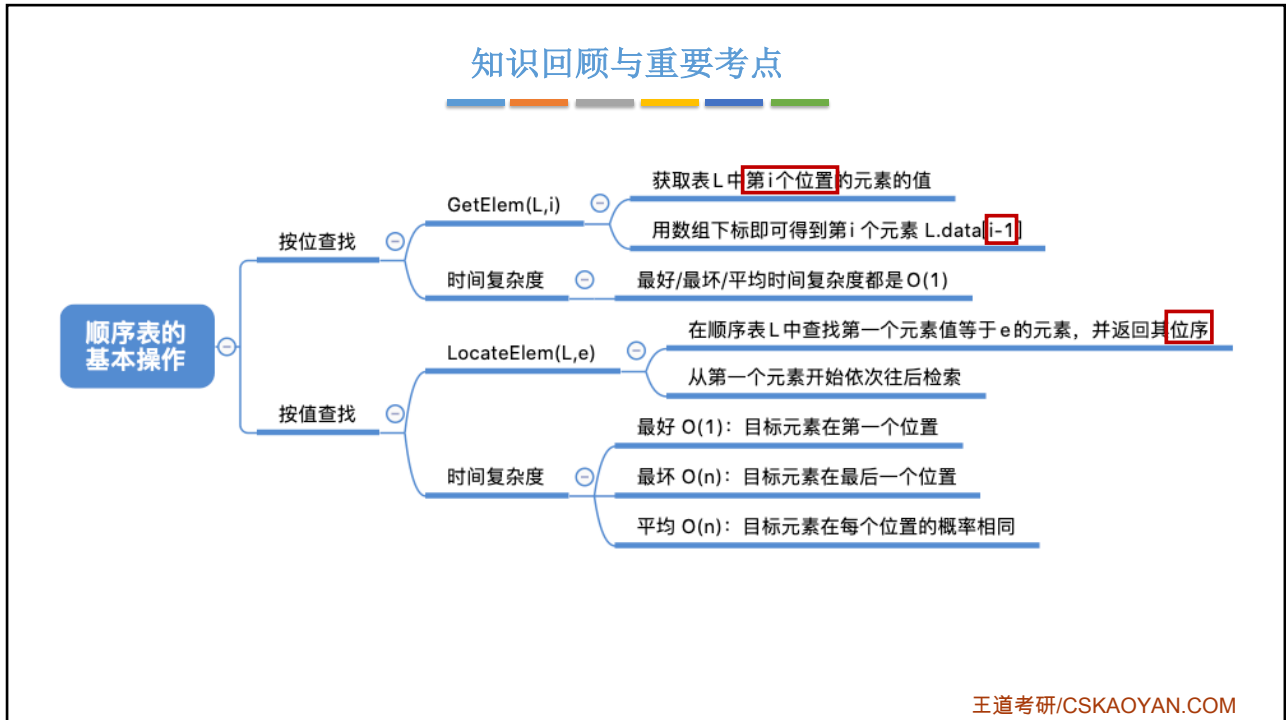 知识回顾与重要考点
顺序表的
基本操作
按位查找
GetElem(L,i)
获取表L中第i个位置的元素的值
用数组下标即可得到第i个元素 L.data[i-1]
时间复杂度
最好/最坏/平均时间复杂度都是O(1)
按值查找
LocateElem(L,e)
在顺序表L中查找第一个元素值等于e的元素，并返回其位序
从第一个元素开始依次往后检索
时间复杂度
最好 O(1)：目标元素在第一个位置
最坏 O(n)：目标元素在最后一个位置
平均 O(n)：目标元素在每个位置的概率相同
王道考研/CSKAOYAN.COM